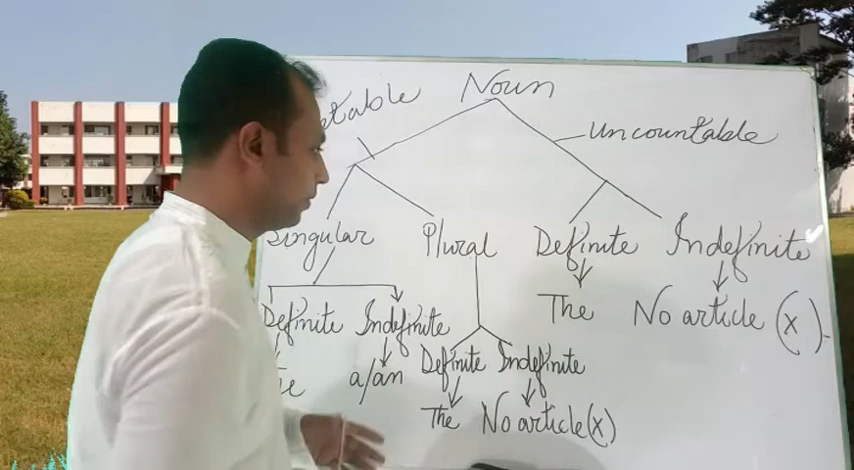 Noun
Uncountable
Singular Plural Definite Indefinite
The No article (x)
Definite Indefinite
Definite Indefinite
a/an
The No article (x)